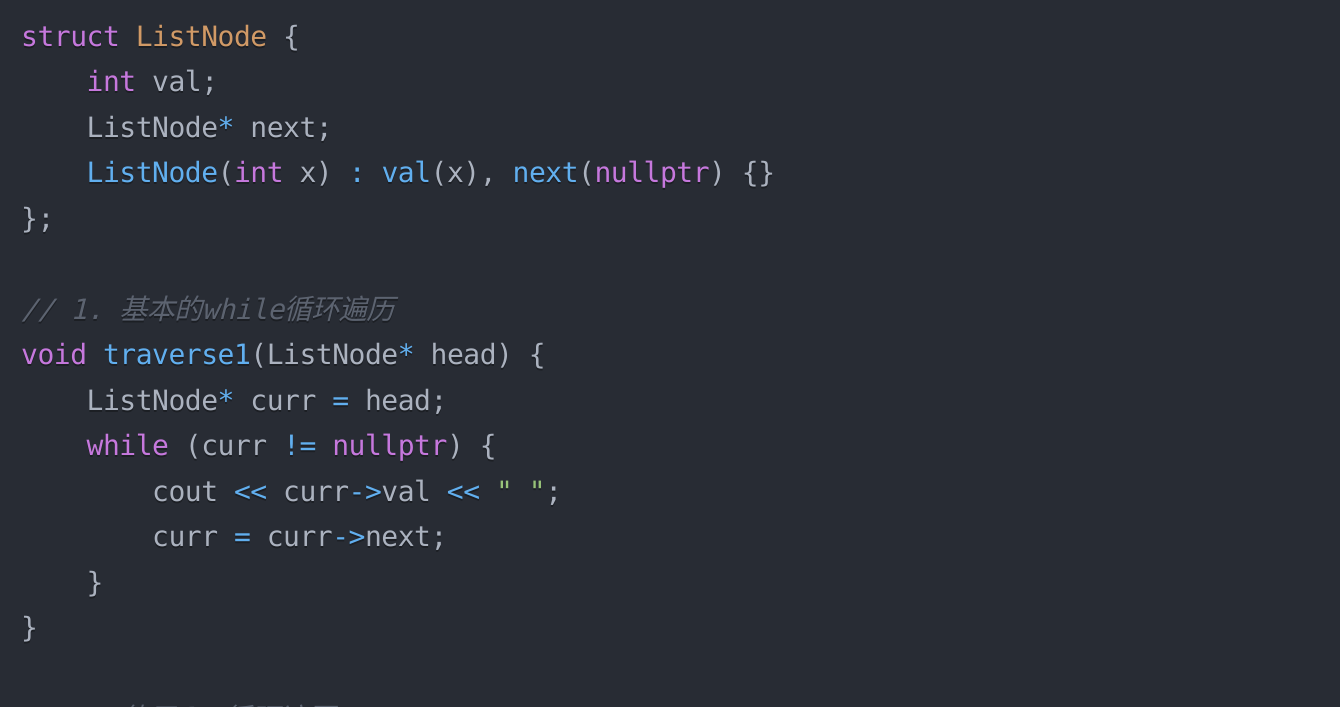 struct ListNode {
    int val;
    ListNode* next;
    ListNode(int x) : val(x), next(nullptr) {}
};
// 1. 基本的while循环遍历
void traverse1(ListNode* head) {
    ListNode* curr = head;
    while (curr != nullptr) {
        cout << curr->val << " ";
        curr = curr->next;
    }
}